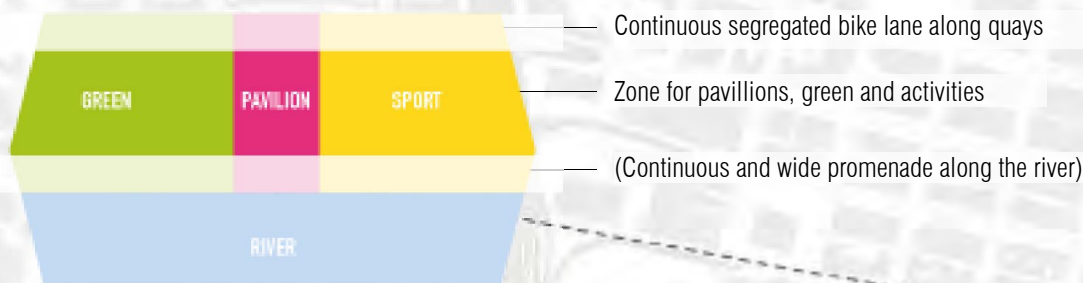 Continuous segregated bike lane along quays
GREEN PAVILION SPORT
Zone for pavillions, green and activities
(Continuous and wide promenade along the river)
RIVER